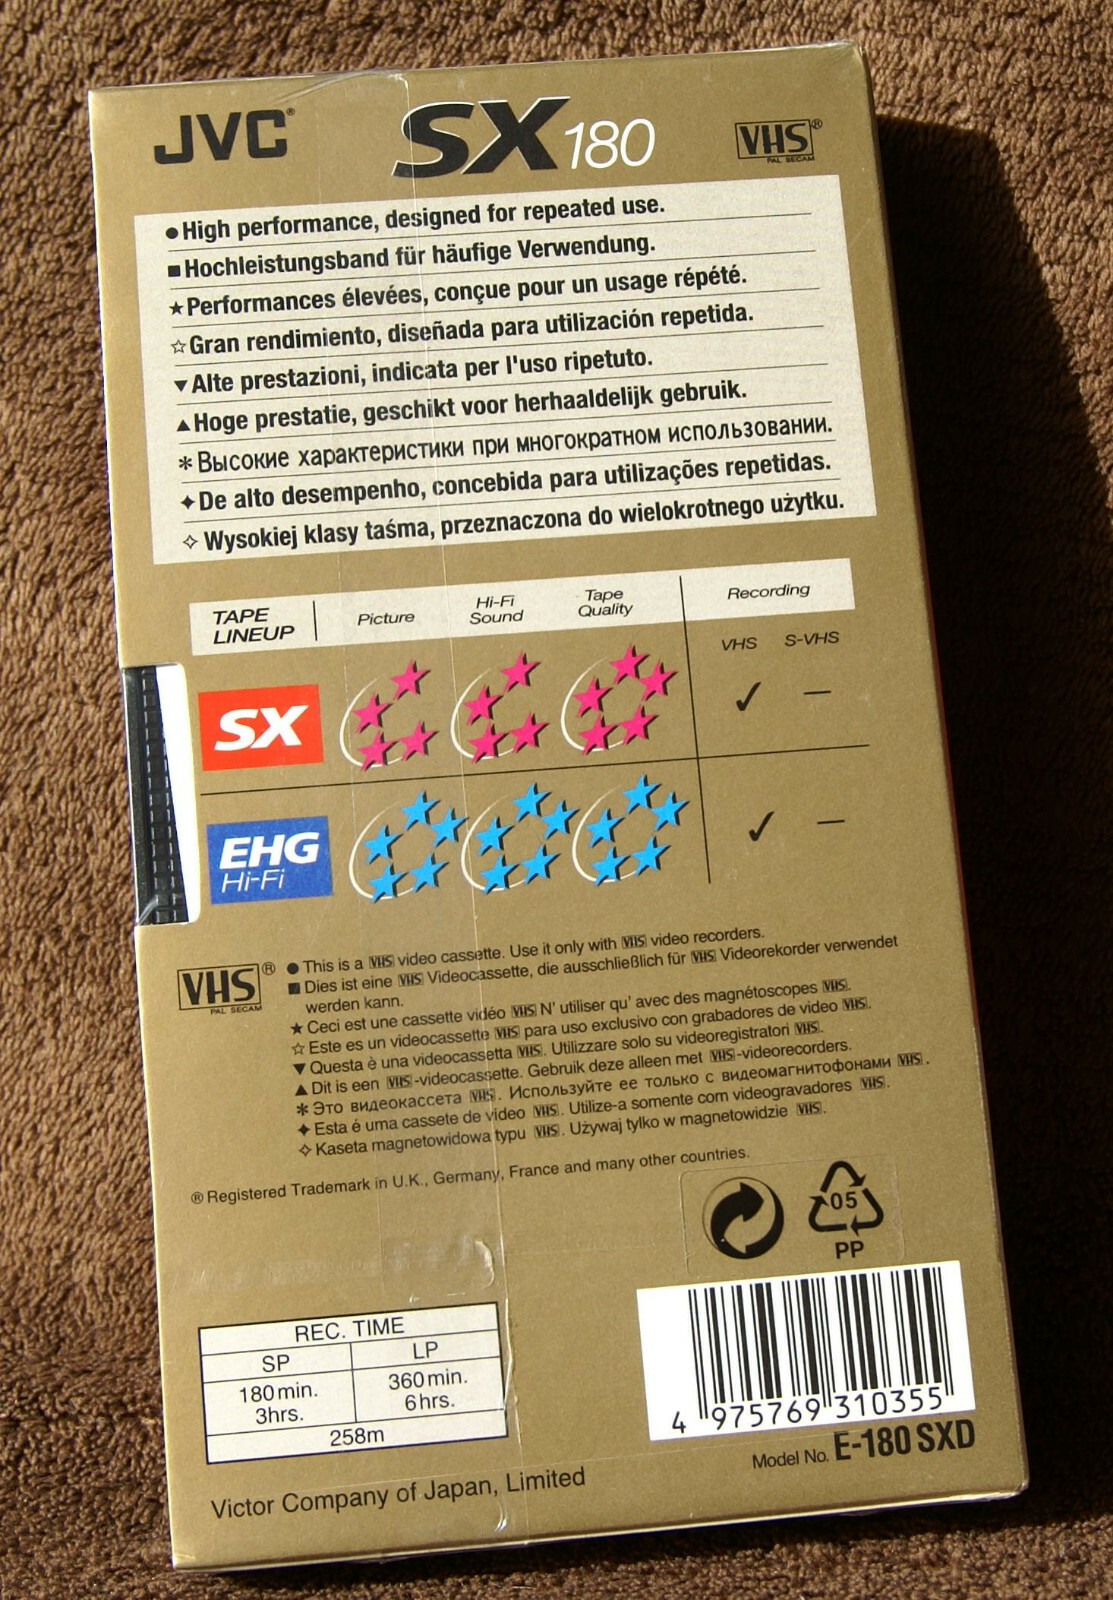 JVC® SX 180 VHS®
PAL SECAM
●High performance, designed for repeated use.
■Hochleistungsband für häufige Verwendung.
★Performances élevées, conçue pour un usage répété.
☆Gran rendimiento, diseñada para utilización repetida.
▼Alte prestazioni, indicata per l'uso ripetuto.
▲Hoge prestatie, geschikt voor herhaaldelijk gebruik.
*Высокие характеристики при многократном использовании.
✦De alto desempenho, concebida para utilizações repetidas.
✧Wysokiej klasy taśma, przeznaczona do wielokrotnego użytku.
TAPE LINEUP Picture Hi-Fi Sound Tape Quality Recording
VHS S-VHS
SX ✓ –
EHG Hi-Fi ✓ –
VHS®
PAL SECAM
● This is a VHS video cassette. Use it only with VHS video recorders.
■ Dies ist eine VHS Videocassette, die ausschließlich für VHS Videorekorder verwendet
werden kann.
★ Ceci est une cassette vidéo VHS N' utiliser qu' avec des magnétoscopes VHS.
☆ Este es un videocassette VHS para uso exclusivo con grabadores de video VHS.
▼ Questa è una videocassetta VHS. Utilizzare solo su videoregistratori VHS.
▲ Dit is een VHS-videocassette. Gebruik deze alleen met VHS-videorecorders.
* Это видеокассета VHS. Используйте ее только с видеомагнитофонами VHS.
✦ Esta é uma cassete de video VHS. Utilize-a somente com videogravadores VHS.
✧ Kaseta magnetowidowa typu VHS. Używaj tylko w magnetowidzie VHS.
® Registered Trademark in U.K., Germany, France and many other countries.
05
PP
REC. TIME
SP LP
180min. 360min.
3hrs. 6hrs.
258m
4 975769 310355
Model No. E-180 SXD
Victor Company of Japan, Limited